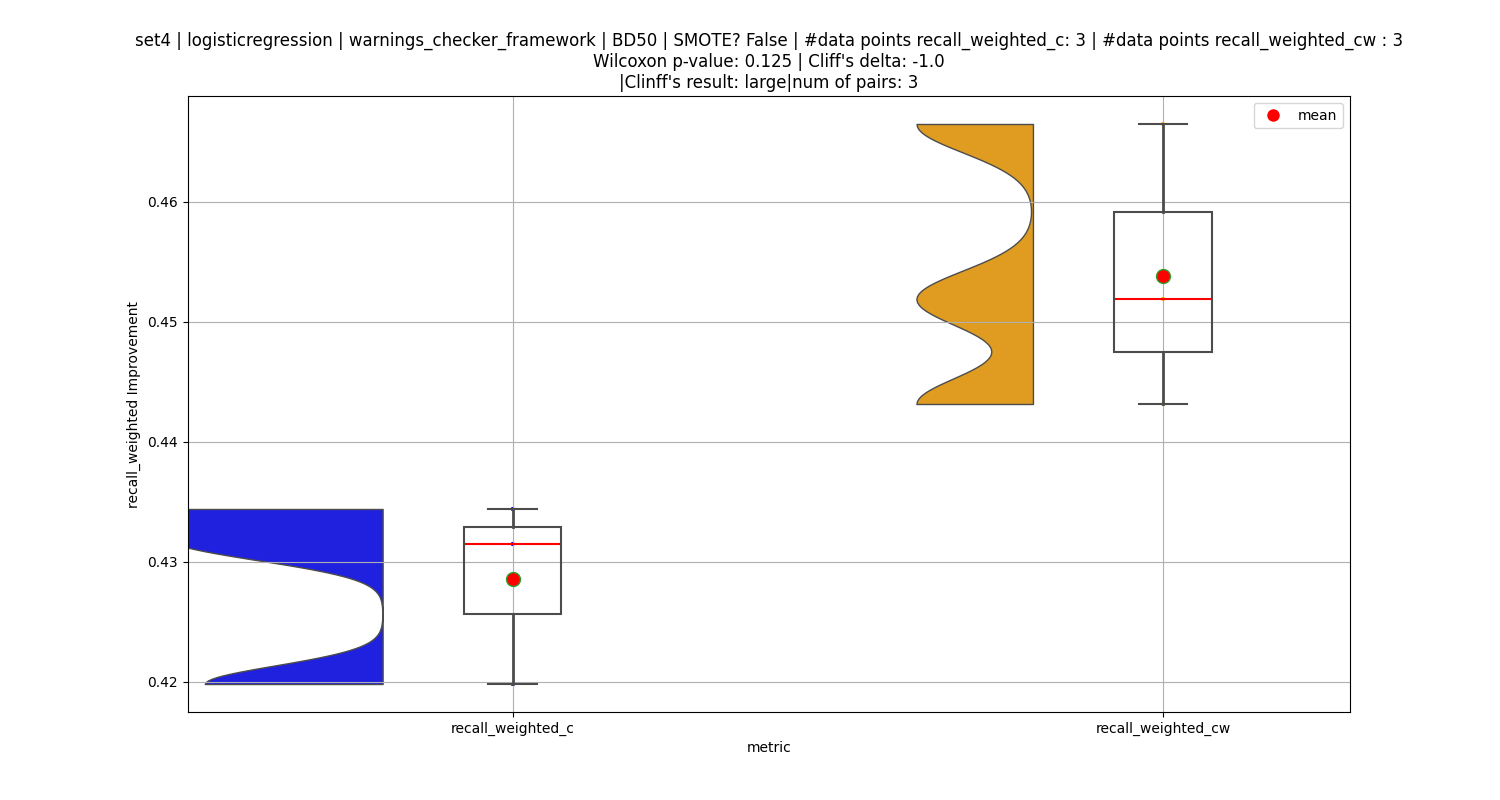 set4 | logisticregression | warnings_checker_framework | BD50 | SMOTE? False | #data points recall_weighted_c: 3 | #data points recall_weighted_cw : 3
Wilcoxon p-value: 0.125 | Cliff's delta: -1.0
|Clinff's result: large|num of pairs: 3
mean
0.46
0.45
0.44
0.43
0.42
recall_weighted Improvement
recall_weighted_c
recall_weighted_cw
metric